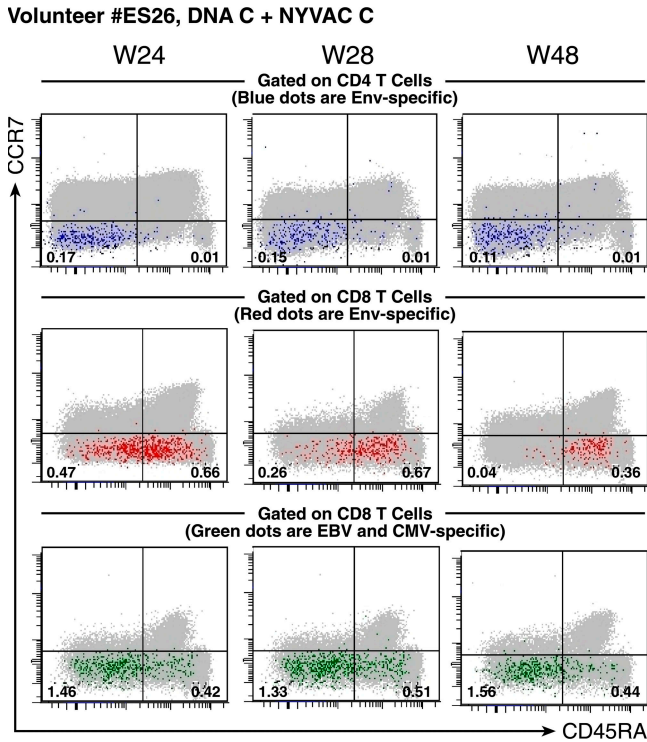 Volunteer #ES26, DNA C + NYVAC C
W24 W28 W48
Gated on CD4 T Cells
(Blue dots are Env-specific)
CCR7
0.17 0.01 0.15 0.01 0.11 0.01
Gated on CD8 T Cells
(Red dots are Env-specific)
0.47 0.66 0.26 0.67 0.04 0.36
Gated on CD8 T Cells
(Green dots are EBV and CMV-specific)
1.46 0.42 1.33 0.51 1.56 0.44
CD45RA